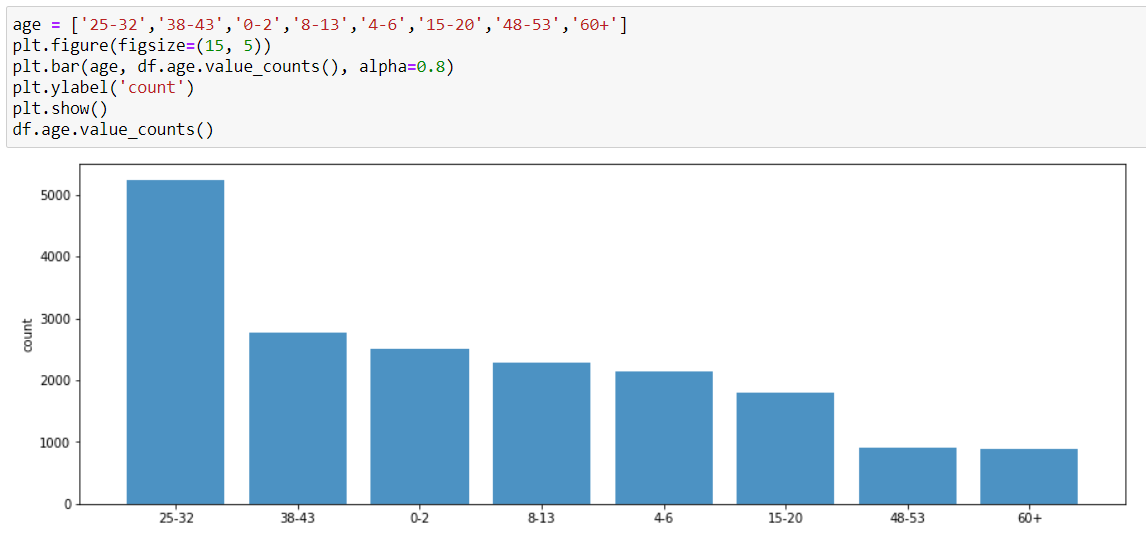 age = ['25-32','38-43','0-2','8-13','4-6','15-20','48-53','60+']
plt.figure(figsize=(15, 5))
plt.bar(age, df.age.value_counts(), alpha=0.8)
plt.ylabel('count')
plt.show()
df.age.value_counts()
5000
4000
3000
2000
1000
0
count
25-32 38-43 0-2 8-13 4-6 15-20 48-53 60+